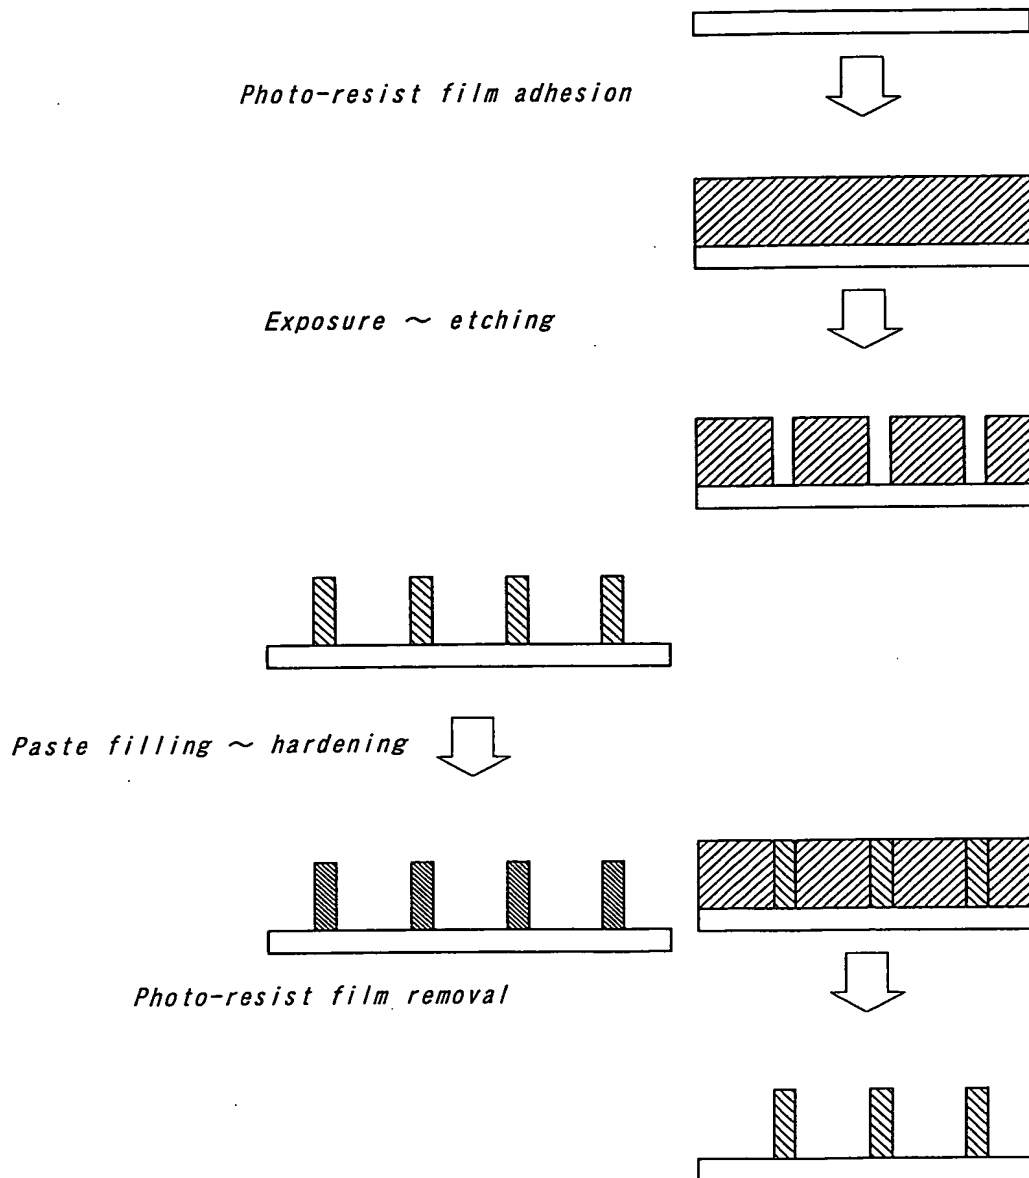 Photo-resist film adhesion
Exposure ~ etching
Paste filling ~ hardening
Photo-resist film removal